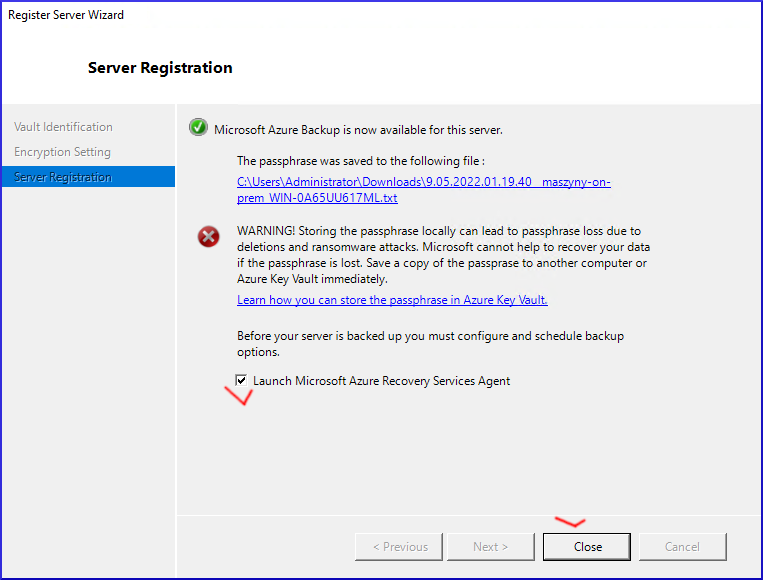 Register Server Wizard
Server Registration
Vault Identification
Encryption Setting
Server Registration
Microsoft Azure Backup is now available for this server.
The passphrase was saved to the following file :
C:\Users\Administrator\Downloads\9.05.2022.01.19.40__maszyny-on-
prem_WIN-0A65UU617ML.txt
WARNING! Storing the passphrase locally can lead to passphrase loss due to
deletions and ransomware attacks. Microsoft cannot help to recover your data
if the passphrase is lost. Save a copy of the passprase to another computer or
Azure Key Vault immediately.
Learn how you can store the passphrase in Azure Key Vault.
Before your server is backed up you must configure and schedule backup
options.
Launch Microsoft Azure Recovery Services Agent
< Previous
Next >
Close
Cancel